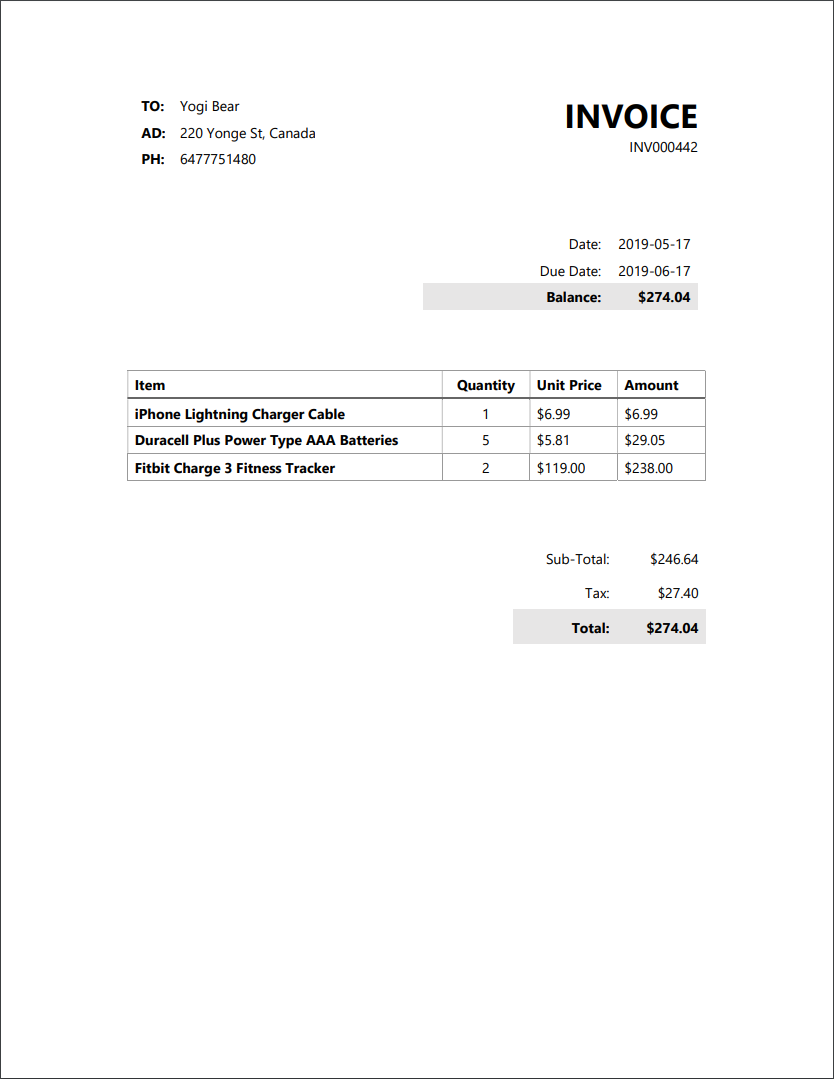 TO: Yogi Bear
AD: 220 Yonge St, Canada
PH: 6477751480
INVOICE
INV000442
Date: 2019-05-17
Due Date: 2019-06-17
Balance: $274.04
Item Quantity Unit Price Amount
iPhone Lightning Charger Cable 1 $6.99 $6.99
Duracell Plus Power Type AAA Batteries 5 $5.81 $29.05
Fitbit Charge 3 Fitness Tracker 2 $119.00 $238.00
Sub-Total: $246.64
Tax: $27.40
Total: $274.04